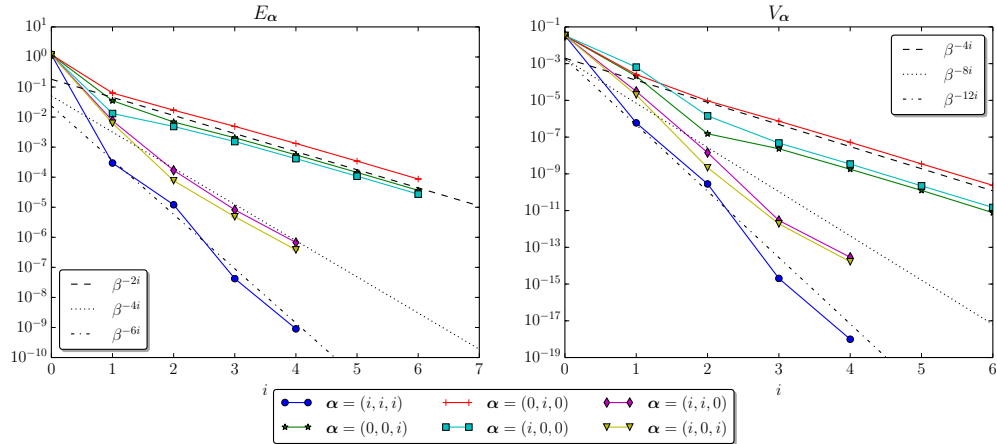 E_α
10^1
10^0
10^-1
10^-2
10^-3
10^-4
10^-5
10^-6
10^-7
10^-8
10^-9
10^-10
β^-2i
β^-4i
β^-6i
0 1 2 3 4 5 6 7
i
V_α
10^-1
10^-3
10^-5
10^-7
10^-9
10^-11
10^-13
10^-15
10^-17
10^-19
β^-4i
β^-8i
β^-12i
0 1 2 3 4 5 6
i
α = (i, i, i) α = (0, i, 0) α = (i, i, 0)
α = (0, 0, i) α = (i, 0, 0) α = (i, 0, i)